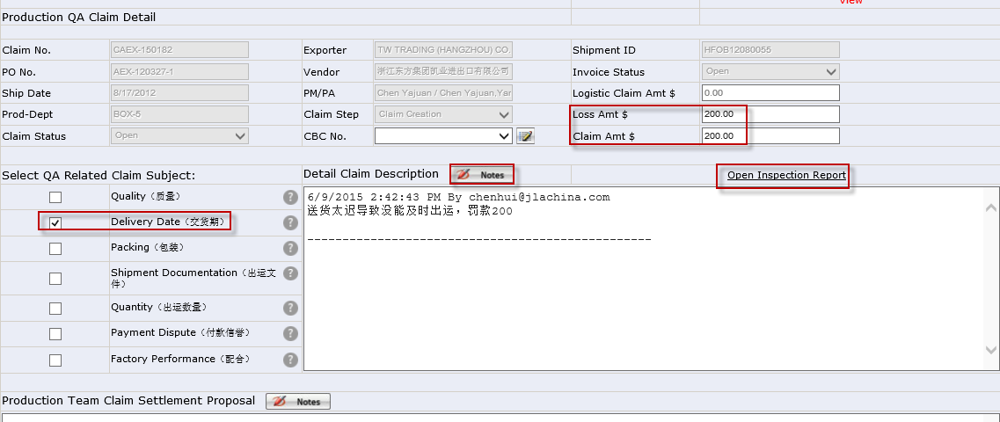 View
Production QA Claim Detail
Claim No. CAEX-150182 Exporter TW TRADING (HANGZHOU) CO. Shipment ID HFOB12080055
PO No. AEX-120327-1 Vendor 浙江东方集团凯业进出口有限公司 Invoice Status Open
Ship Date 8/17/2012 PM/PA Chen Yajuan / Chen Yajuan,Yan Logistic Claim Amt $ 0.00
Prod-Dept BOX-5 Claim Step Claim Creation Loss Amt $ 200.00
Claim Status Open CBC No. Claim Amt $ 200.00
Select QA Related Claim Subject: Detail Claim Description Notes Open Inspection Report
Quality（质量） ?
6/9/2015 2:42:43 PM By chenhui@jlachina.com
送货太迟导致没能及时出运，罚款200
------------------------------------------------
Delivery Date（交货期） ?
Packing（包装） ?
Shipment Documentation（出运文
件） ?
Quantity（出运数量） ?
Payment Dispute（付款信誉） ?
Factory Performance（配合） ?
Production Team Claim Settlement Proposal Notes